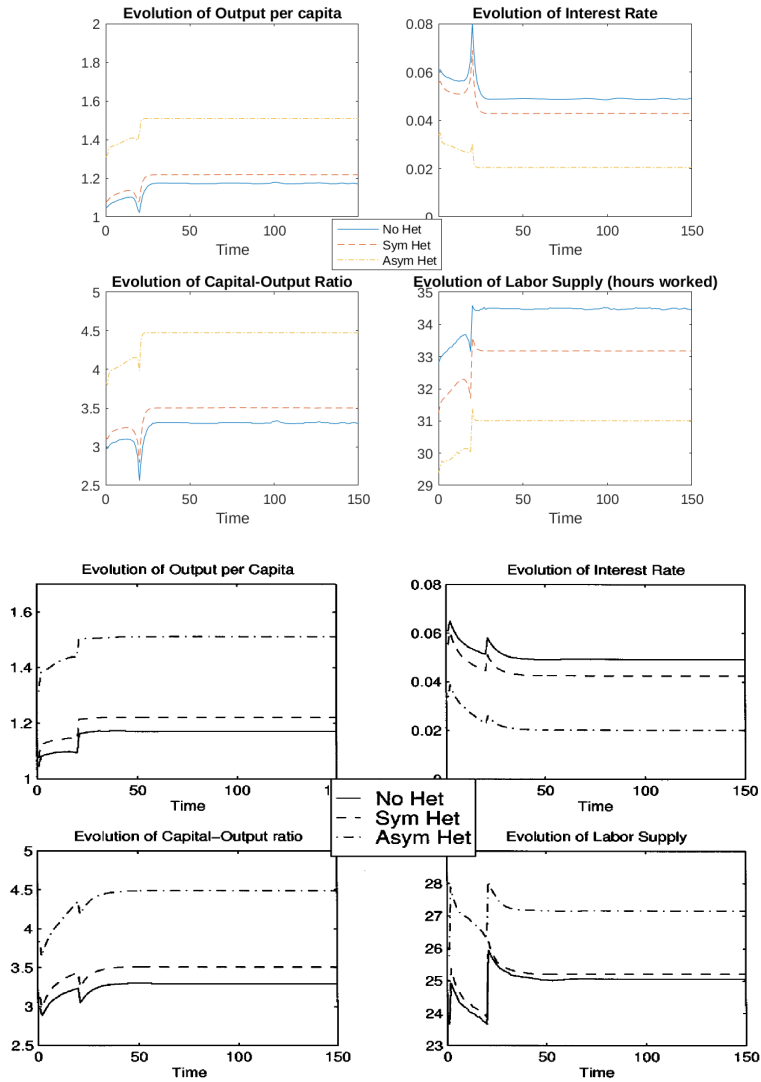 Evolution of Output per capita
2
1.8
1.6
1.4
1.2
1
0 50 100 150
Time
Evolution of Interest Rate
0.08
0.06
0.04
0.02
0
0 50 100 150
Time
No Het
Sym Het
Asym Het
Evolution of Capital-Output Ratio
5
4.5
4
3.5
3
2.5
0 50 100 150
Time
Evolution of Labor Supply (hours worked)
35
34
33
32
31
30
29
0 50 100 150
Time
Evolution of Output per Capita
1.6
1.4
1.2
1
0 50 100 15
Time
Evolution of Interest Rate
0.08
0.06
0.04
0.02
0 50 100 150
Time
No Het
Sym Het
Asym Het
Evolution of Capital–Output ratio
5
4.5
4
3.5
3
2.5
0 50 100 150
Time
Evolution of Labor Supply
28
27
26
25
24
23
0 50 100 150
Time